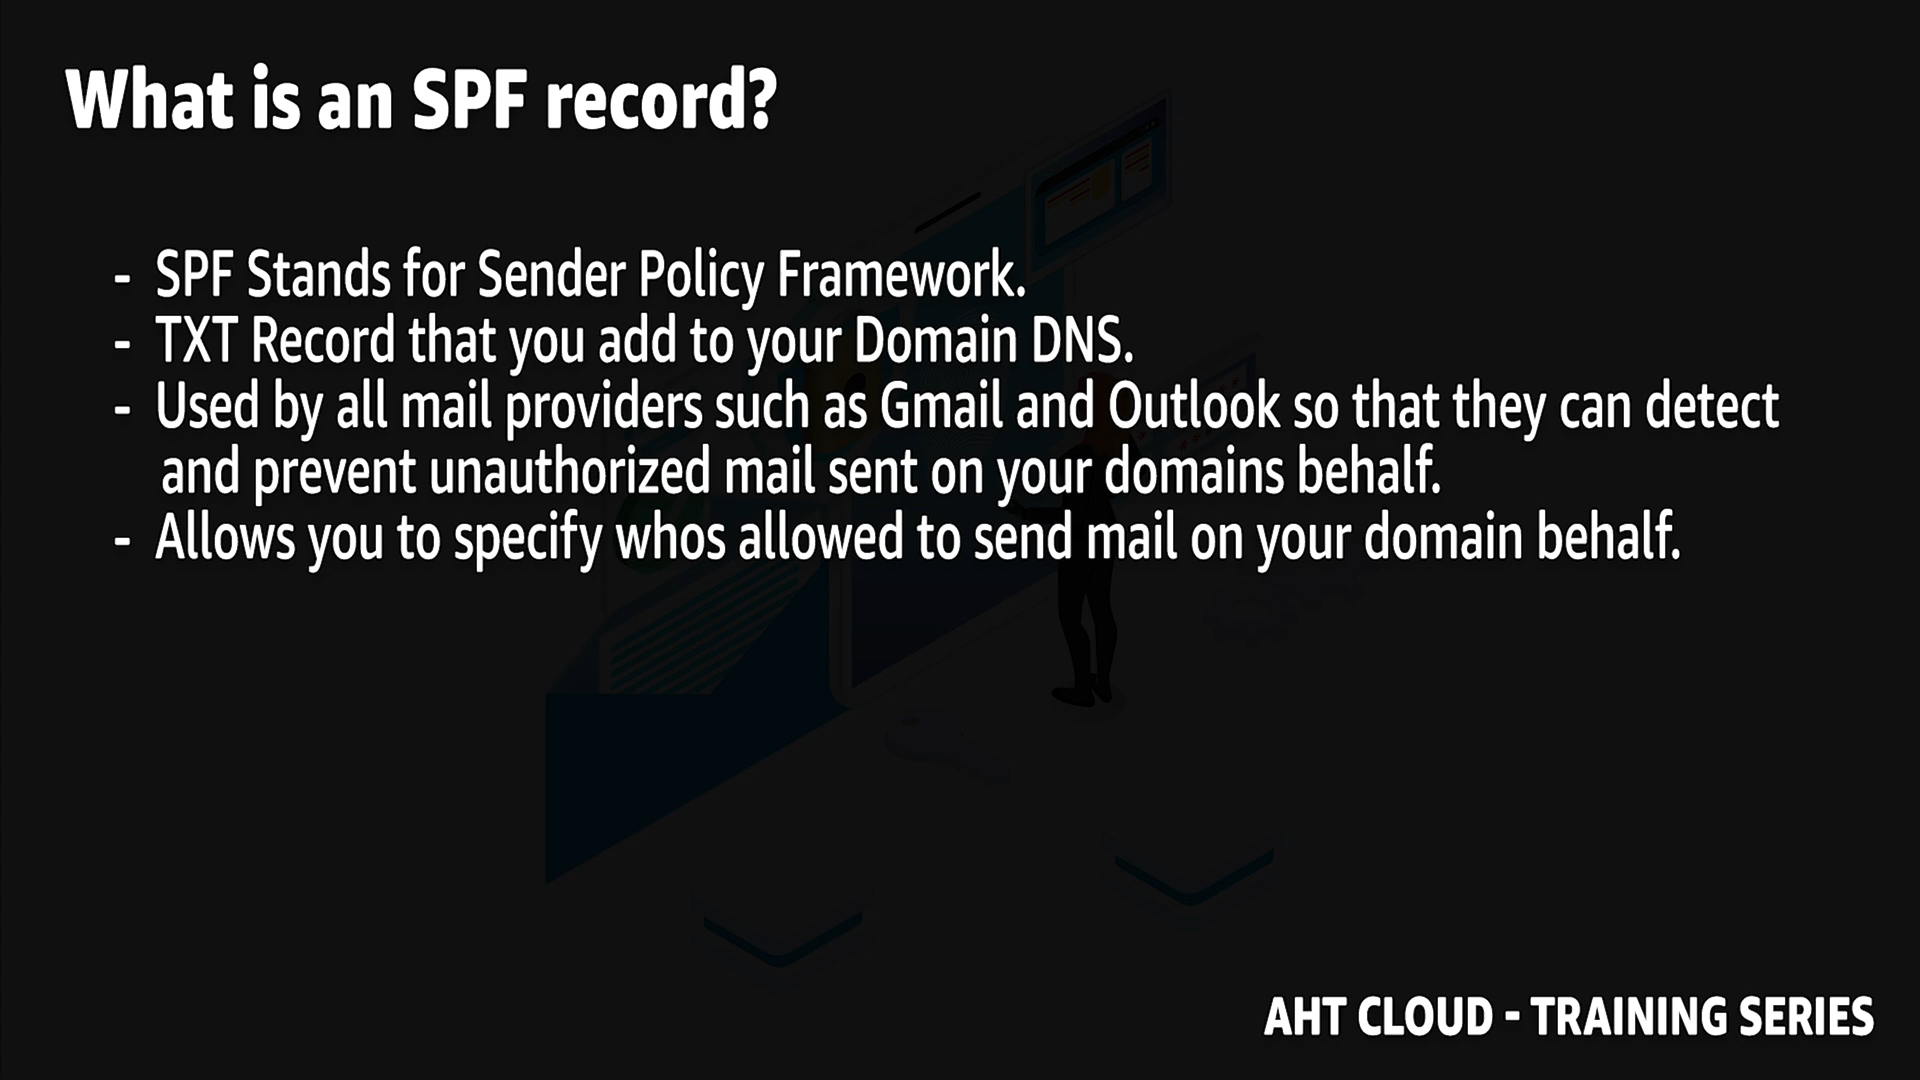 What is an SPF record?
- SPF Stands for Sender Policy Framework.
- TXT Record that you add to your Domain DNS.
- Used by all mail providers such as Gmail and Outlook so that they can detect
and prevent unauthorized mail sent on your domains behalf.
- Allows you to specify whos allowed to send mail on your domain behalf.
AHT CLOUD - TRAINING SERIES